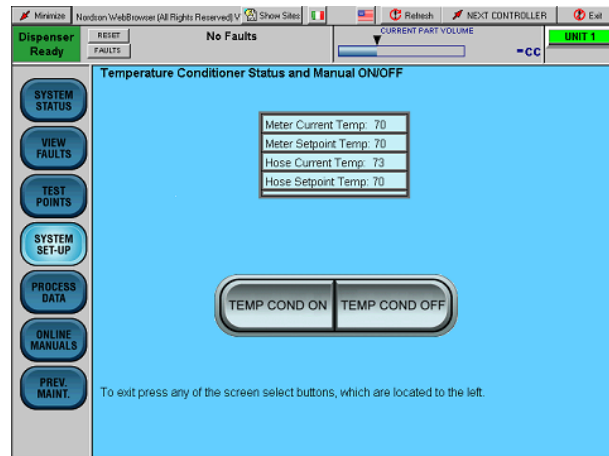 Minimize
Nordson WebBrowser (All Rights Reserved) V
Show Sites
Refresh
NEXT CONTROLLER
Exit
Dispenser
Ready
RESET
FAULTS
No Faults
CURRENT PART VOLUME
-cc
UNIT 1
Temperature Conditioner Status and Manual ON/OFF
SYSTEM
STATUS
VIEW
FAULTS
TEST
POINTS
SYSTEM
SET-UP
PROCESS
DATA
ONLINE
MANUALS
PREV.
MAINT.
Meter Current Temp: 70
Meter Setpoint Temp: 70
Hose Current Temp: 73
Hose Setpoint Temp: 70
TEMP COND ON
TEMP COND OFF
To exit press any of the screen select buttons, which are located to the left.